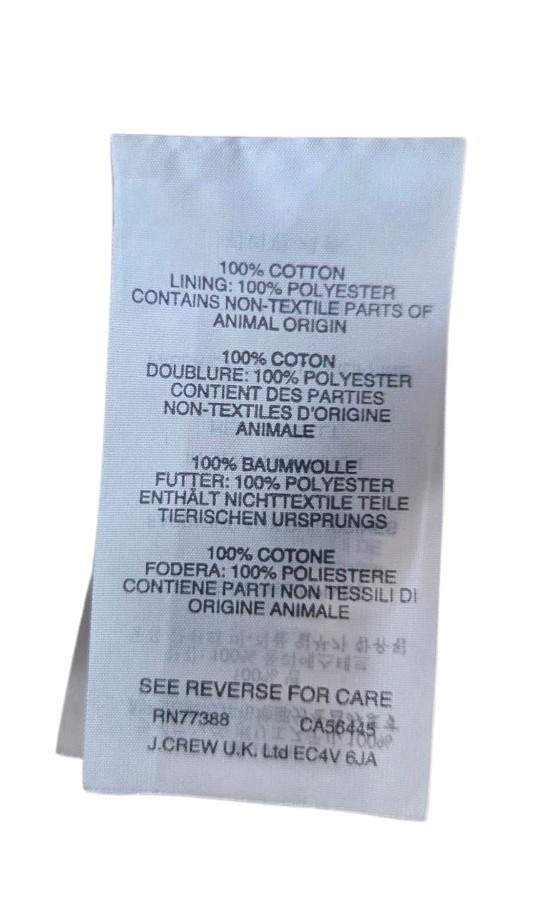 100% COTTON
LINING: 100% POLYESTER
CONTAINS NON-TEXTILE PARTS OF
ANIMAL ORIGIN
100% COTON
DOUBLURE: 100% POLYESTER
CONTIENT DES PARTIES
NON-TEXTILES D'ORIGINE
ANIMALE
100% BAUMWOLLE
FUTTER: 100% POLYESTER
ENTHÄLT NICHTTEXTILE TEILE
TIERISCHEN URSPRUNGS
100% COTONE
FODERA: 100% POLIESTERE
CONTIENE PARTI NON TESSILI DI
ORIGINE ANIMALE
SEE REVERSE FOR CARE
RN77388 CA56445
J.CREW U.K. Ltd EC4V 6JA